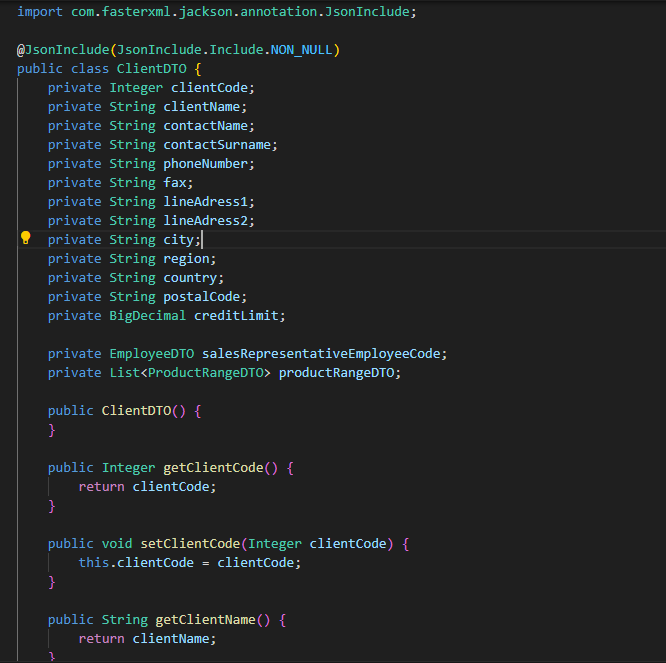 import com.fasterxml.jackson.annotation.JsonInclude;
@JsonInclude(JsonInclude.Include.NON_NULL)
public class ClientDTO {
private Integer clientCode;
private String clientName;
private String contactName;
private String contactSurname;
private String phoneNumber;
private String fax;
private String lineAdress1;
private String lineAdress2;
private String city;
private String region;
private String country;
private String postalCode;
private BigDecimal creditLimit;
private EmployeeDTO salesRepresentativeEmployeeCode;
private List<ProductRangeDTO> productRangeDTO;
public ClientDTO() {
}
public Integer getClientCode() {
return clientCode;
}
public void setClientCode(Integer clientCode) {
this.clientCode = clientCode;
}
public String getClientName() {
return clientName;
}